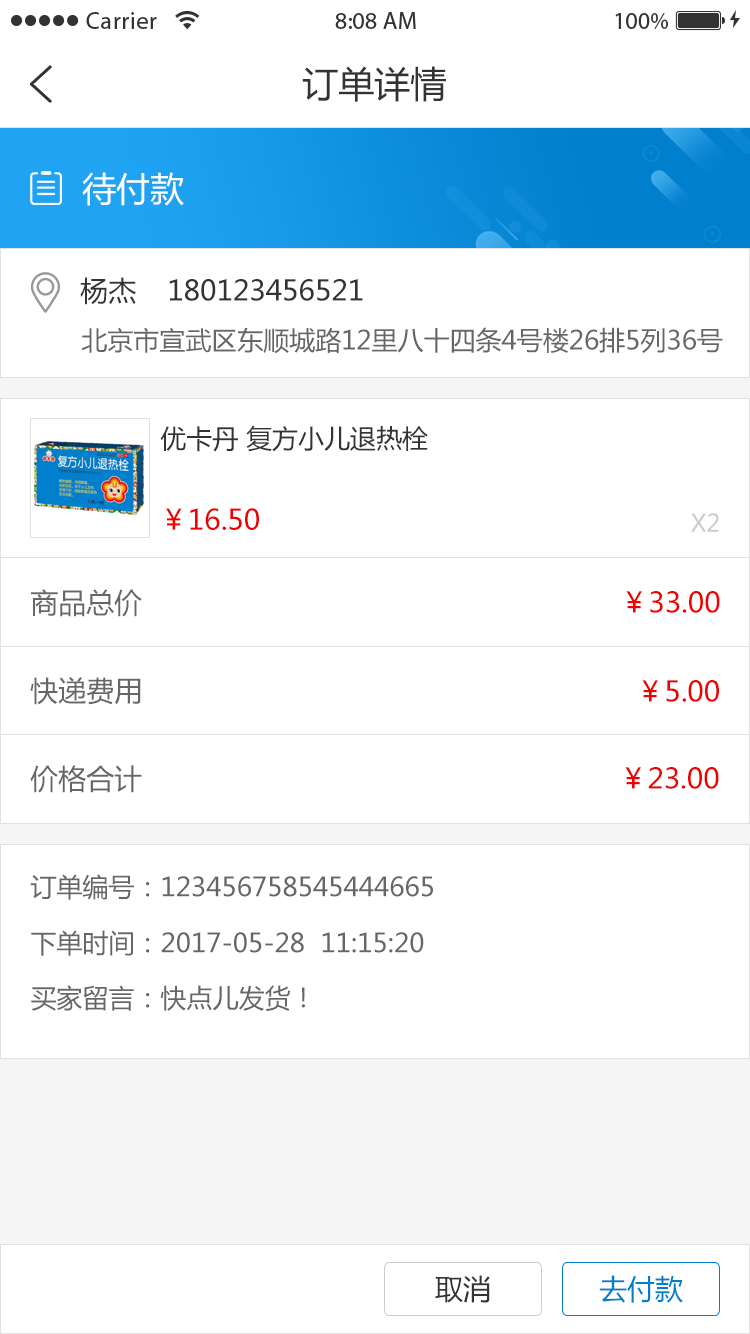 Carrier 8:08 AM 100%
订单详情
待付款
杨杰 180123456521
北京市宣武区东顺城路12里八十四条4号楼26排5列36号
优卡丹 复方小儿退热栓
复方小儿退热栓
¥16.50 X2
商品总价 ¥33.00
快递费用 ¥5.00
价格合计 ¥23.00
订单编号：123456758545444665
下单时间：2017-05-28 11:15:20
买家留言：快点儿发货！
取消 去付款